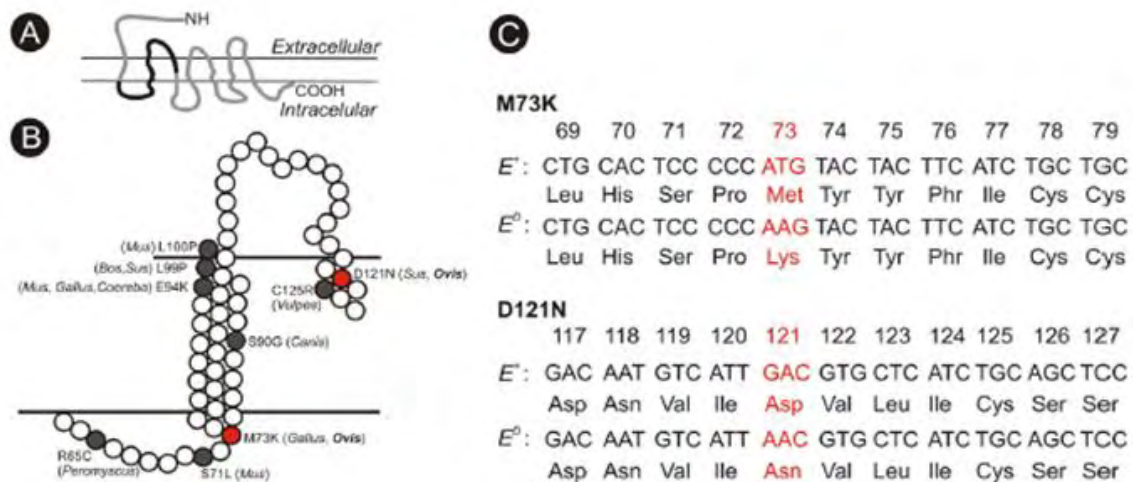 A
NH
Extracellular
COOH
Intracelular
B
(Mus) L100P
(Bos,Sus) L99P
(Mus, Gallus,Coereba) E94K
D121N (Sus, Ovis)
C125R
(Vulpes)
S90G (Canis)
M73K (Gallus, Ovis)
R65C
(Peromyscus)
S71L (Mus)
C
M73K
69 70 71 72 73 74 75 76 77 78 79
E⁺: CTG CAC TCC CCC ATG TAC TAC TTC ATC TGC TGC
Leu His Ser Pro Met Tyr Tyr Phr Ile Cys Cys
Eᴰ: CTG CAC TCC CCC AAG TAC TAC TTC ATC TGC TGC
Leu His Ser Pro Lys Tyr Tyr Phr Ile Cys Cys
D121N
117 118 119 120 121 122 123 124 125 126 127
E⁺: GAC AAT GTC ATT GAC GTG CTC ATC TGC AGC TCC
Asp Asn Val Ile Asp Val Leu Ile Cys Ser Ser
Eᴰ: GAC AAT GTC ATT AAC GTG CTC ATC TGC AGC TCC
Asp Asn Val Ile Asn Val Leu Ile Cys Ser Ser